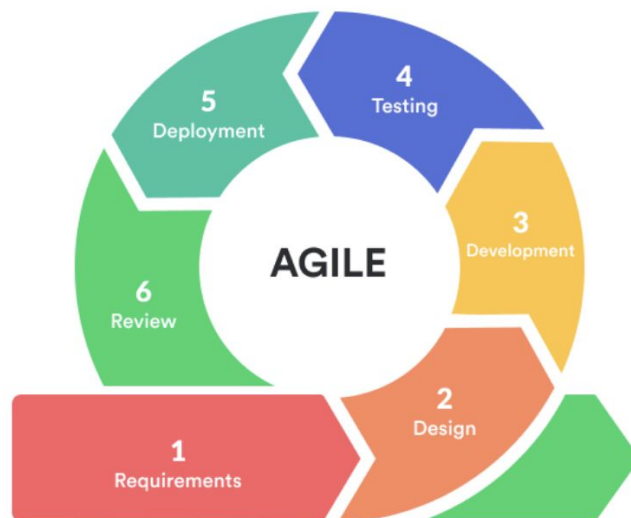 AGILE
1
Requirements
2
Design
3
Development
4
Testing
5
Deployment
6
Review